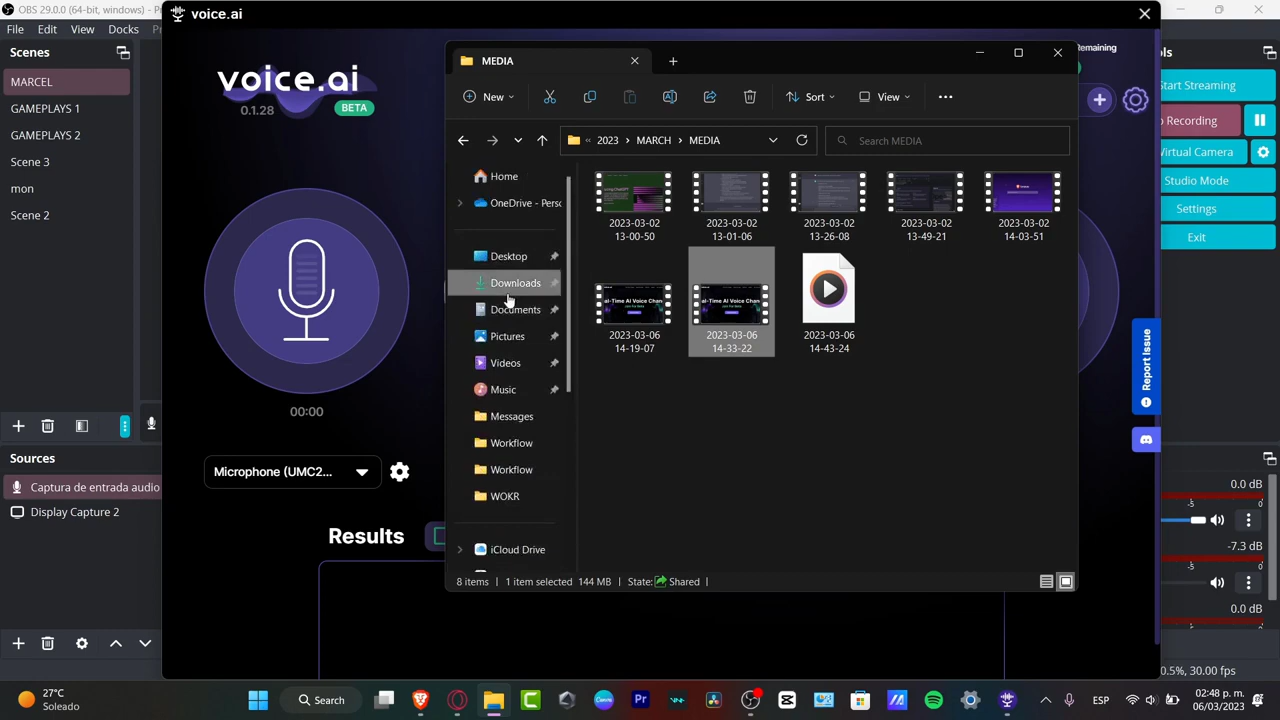 OBS 29.0.0 (64-bit, windows)
File Edit View Docks
Scenes
MARCEL
GAMEPLAYS 1
GAMEPLAYS 2
Scene 3
mon
Scene 2
Sources
Captura de entrada audio
Display Capture 2
voice.ai
voice.ai
0.1.28
BETA
00:00
Microphone (UMC2...
Results
Remaining
MEDIA
New
Sort
View
2023 MARCH MEDIA
Search MEDIA
Home
OneDrive - Perso
Desktop
Downloads
Documents
Pictures
Videos
Music
Messages
Workflow
Workflow
WOKR
iCloud Drive
2023-03-02 13-00-50
2023-03-02 13-01-06
2023-03-02 13-26-08
2023-03-02 13-49-21
2023-03-02 14-03-51
2023-03-06 14-19-07
2023-03-06 14-33-22
2023-03-06 14-43-24
8 items 1 item selected 144 MB State: Shared
Report Issue
Start Streaming
Recording
Virtual Camera
Studio Mode
Settings
Exit
0.0 dB
-5 0
-7.3 dB
-5 0
0.0 dB
-5 0
0.5%, 30.00 fps
27°C
Soleado
Search
Pr
ESP
02:48 p. m.
06/03/2023